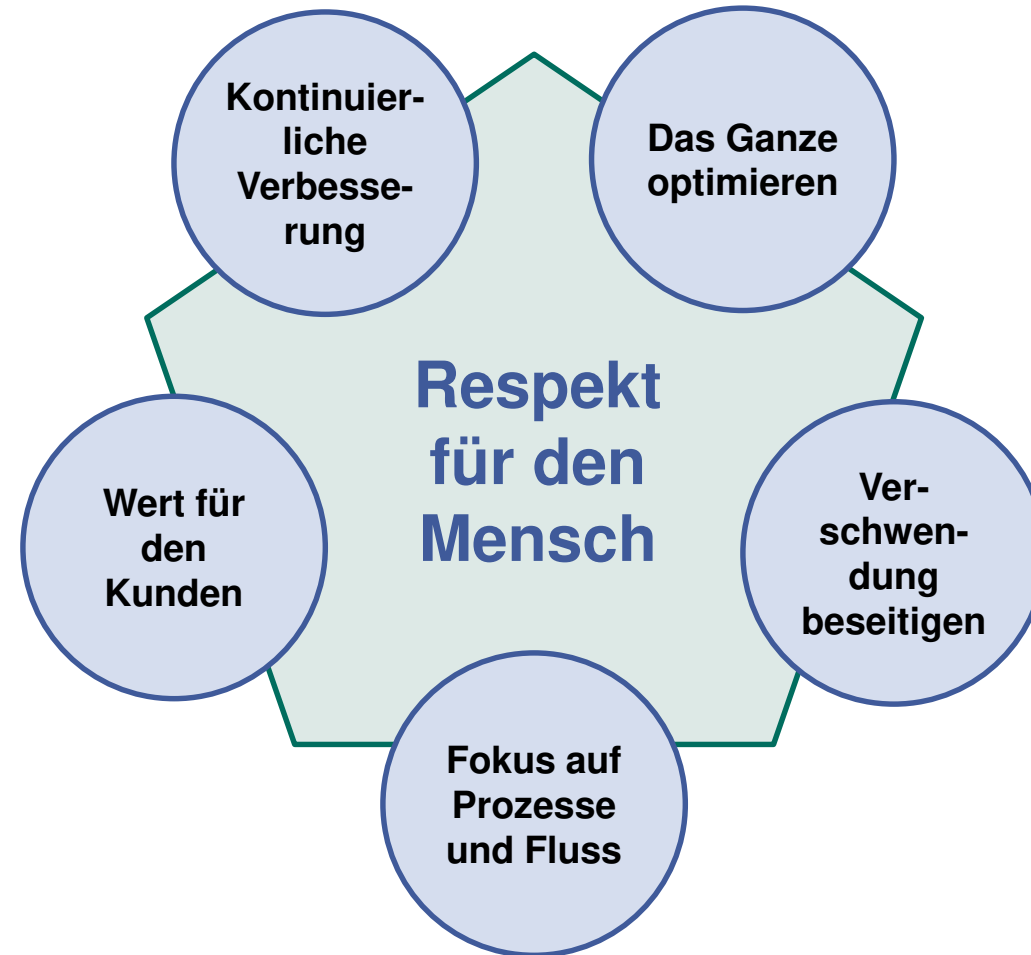 Kontinuier-
liche
Verbesse-
rung
Das Ganze
optimieren
Respekt
für den
Mensch
Wert für
den
Kunden
Ver-
schwen-
dung
beseitigen
Fokus auf
Prozesse
und Fluss